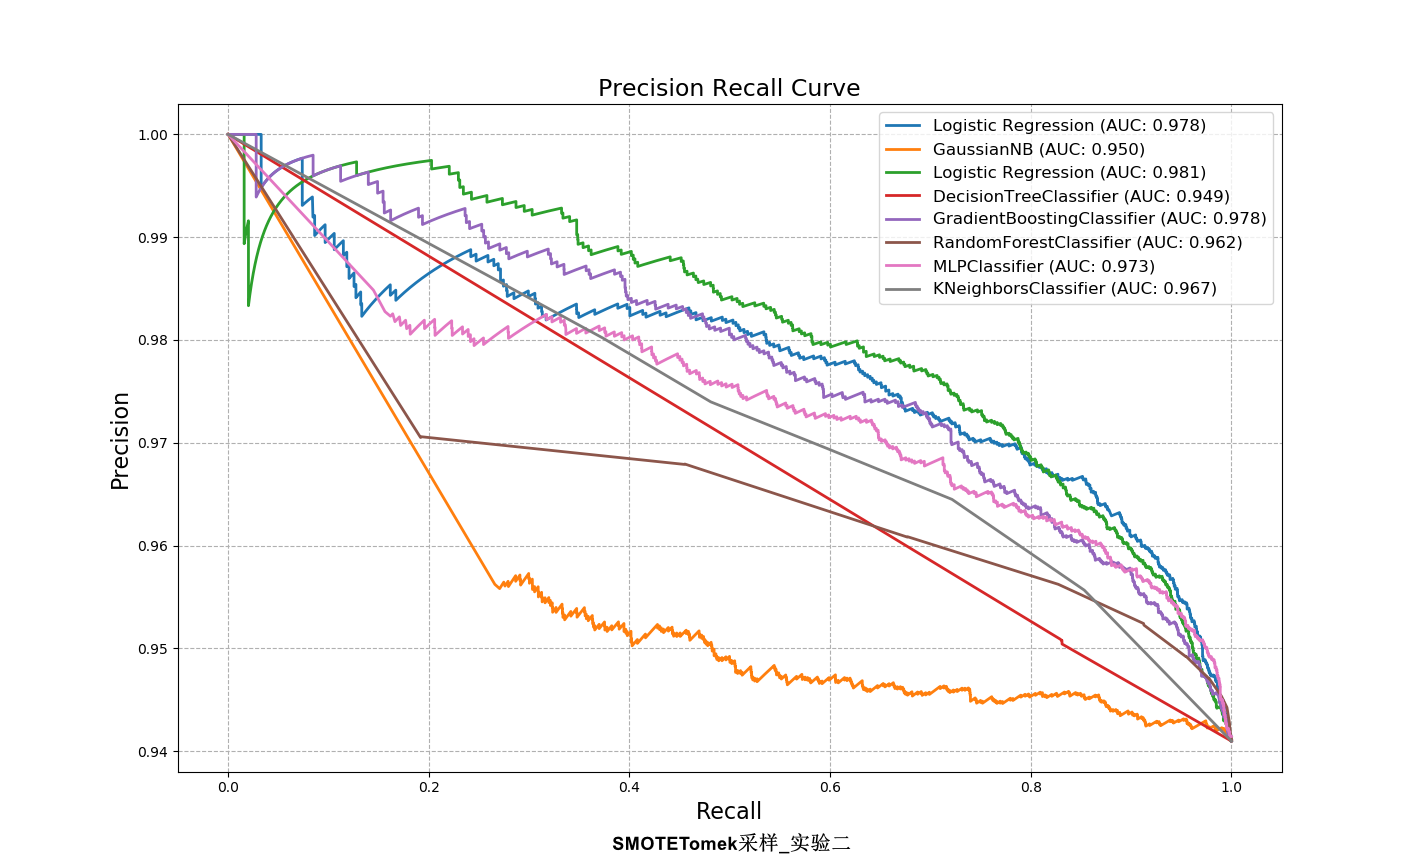 Precision Recall Curve
Logistic Regression (AUC: 0.978)
GaussianNB (AUC: 0.950)
Logistic Regression (AUC: 0.981)
DecisionTreeClassifier (AUC: 0.949)
GradientBoostingClassifier (AUC: 0.978)
RandomForestClassifier (AUC: 0.962)
MLPClassifier (AUC: 0.973)
KNeighborsClassifier (AUC: 0.967)
1.00
0.99
0.98
0.97
0.96
0.95
0.94
Precision
0.0 0.2 0.4 0.6 0.8 1.0
Recall
SMOTETomek采样_实验二